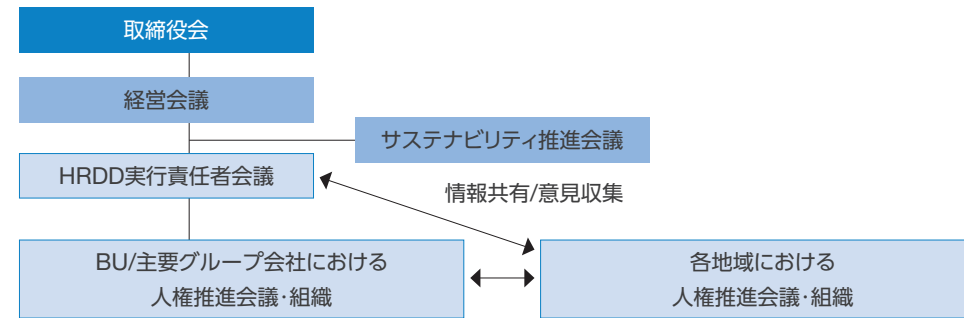 取締役会
経営会議
サステナビリティ推進会議
HRDD実行責任者会議
情報共有/意見収集
BU/主要グループ会社における
人権推進会議･組織
各地域における
人権推進会議･組織